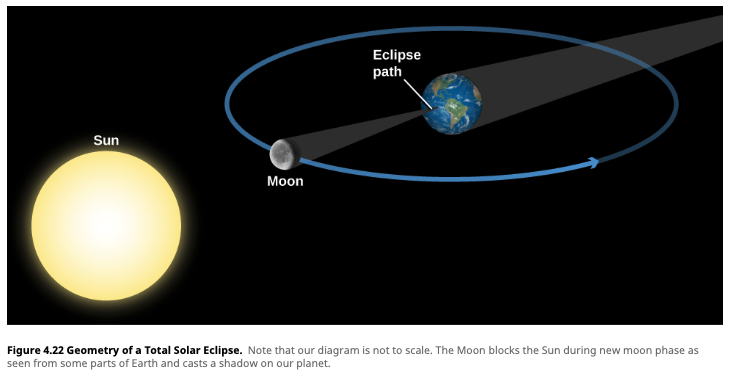 Eclipse
path
Sun
Moon
Figure 4.22 Geometry of a Total Solar Eclipse. Note that our diagram is not to scale. The Moon blocks the Sun during new moon phase as
seen from some parts of Earth and casts a shadow on our planet.